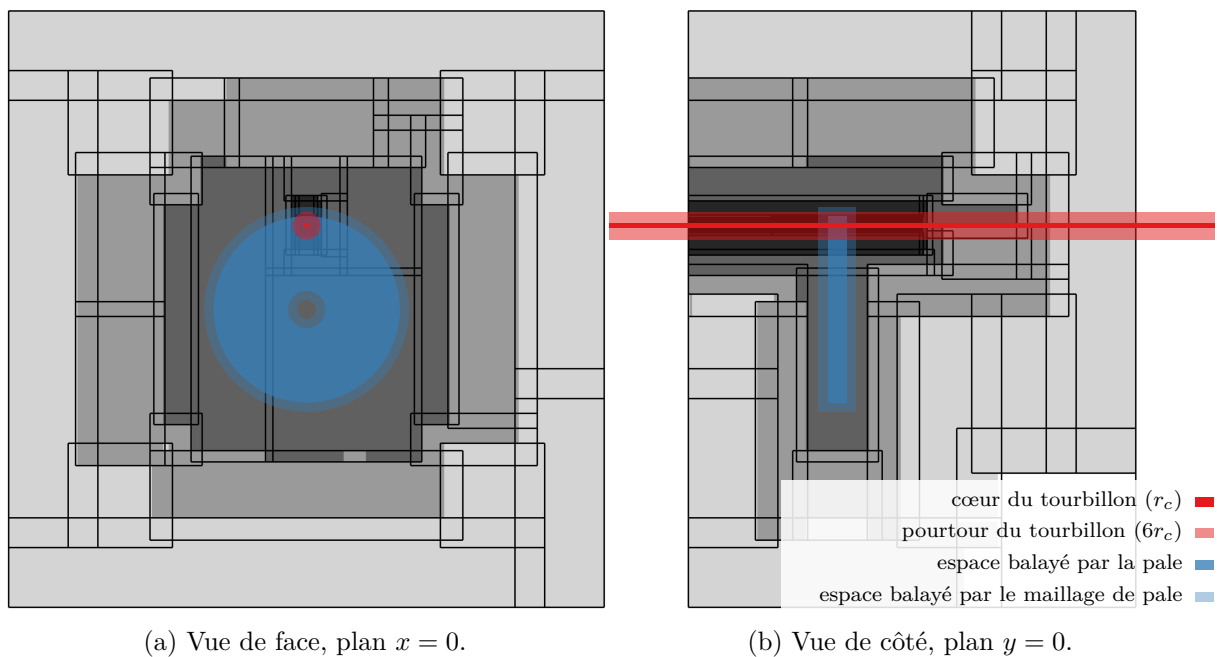 cœur du tourbillon (r_c)
pourtour du tourbillon (6r_c)
espace balayé par la pale
espace balayé par le maillage de pale
(a) Vue de face, plan x = 0.
(b) Vue de côté, plan y = 0.